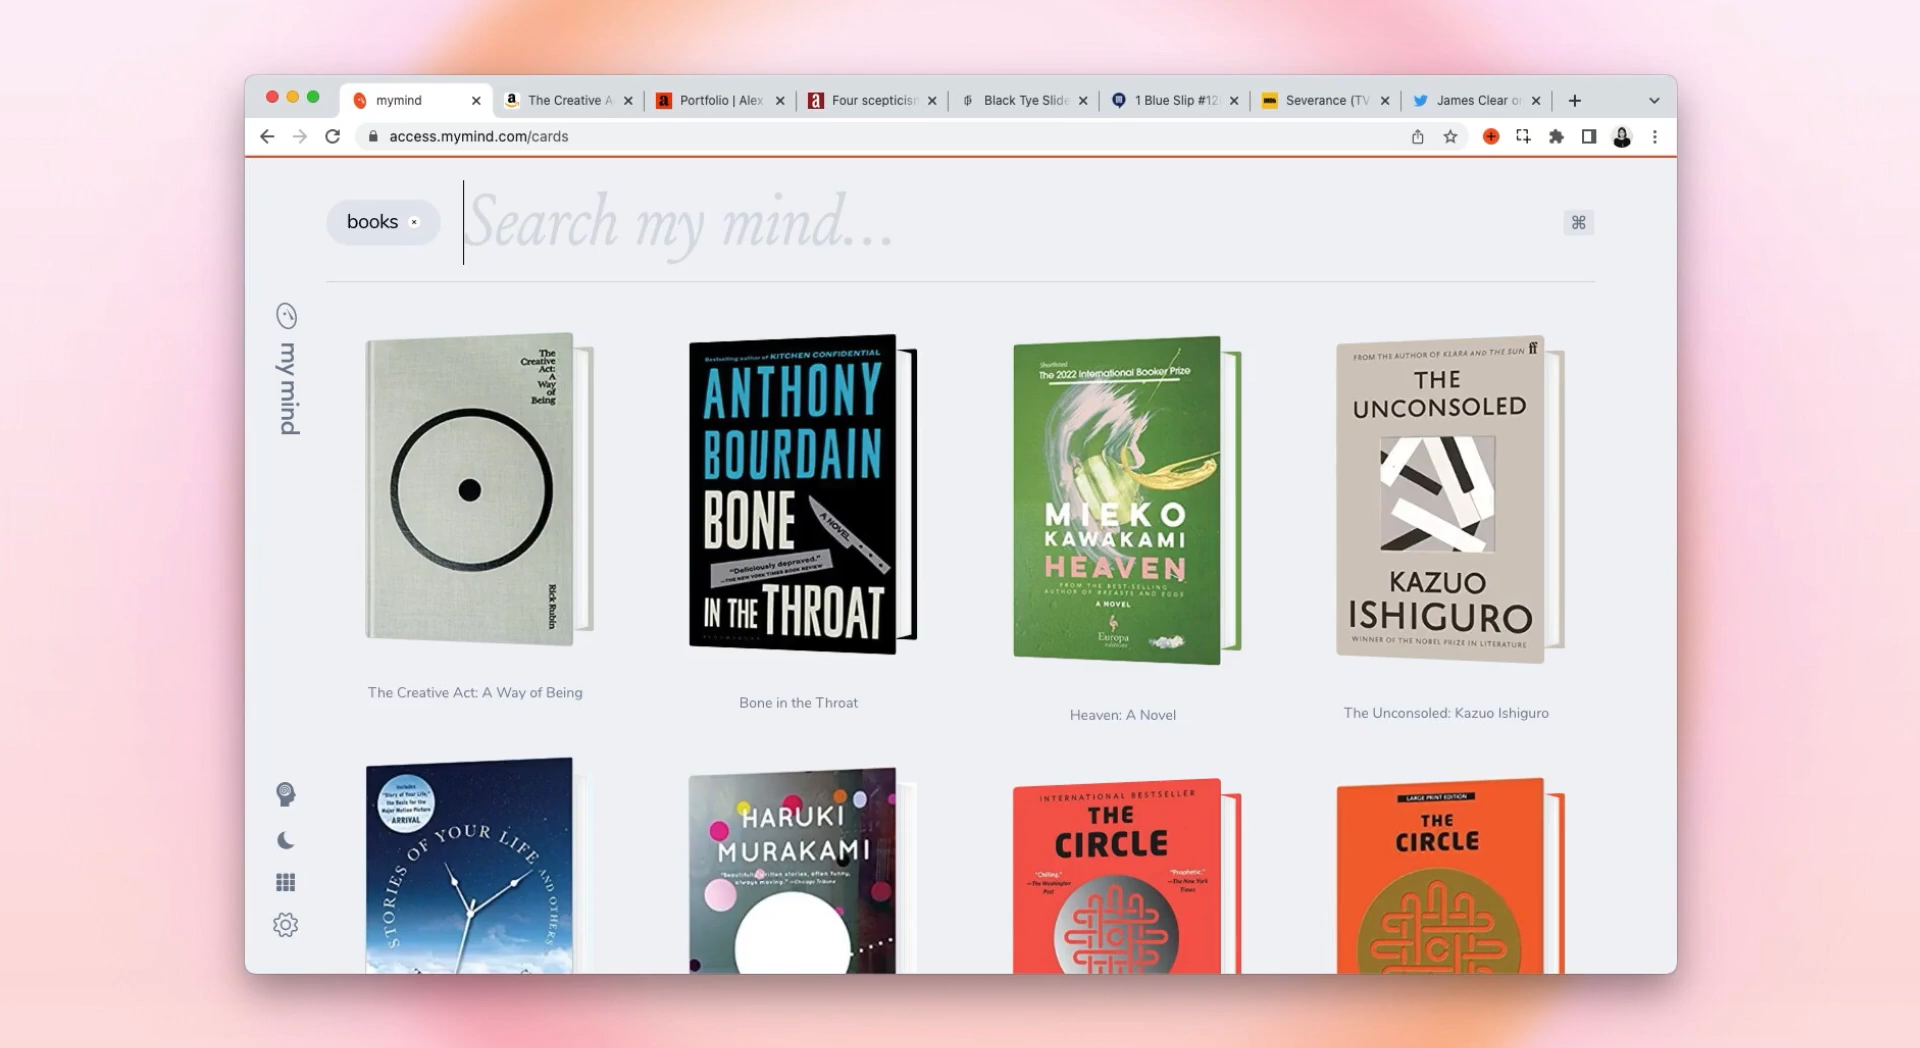 mymind
The Creative A
Portfolio | Alex
Four scepticism
Black Tye Slide
1 Blue Slip #12
Severance (TV
James Clear on
access.mymind.com/cards
books
Search my mind...
my mind
The
Creative
Act:
A
Way
of
Being
Rick Rubin
The Creative Act: A Way of Being
Bestselling author of KITCHEN CONFIDENTIAL
ANTHONY
BOURDAIN
BONE
A NOVEL
"Deliciously depraved."
—THE NEW YORK TIMES BOOK REVIEW
IN THE THROAT
BLOOMSBURY
Bone in the Throat
Shortlisted
The 2022 International Booker Prize
MIEKO
KAWAKAMI
HEAVEN
FROM THE BEST-SELLING
AUTHOR OF BREASTS AND EGGS
A NOVEL
Europa
editions
Heaven: A Novel
FROM THE AUTHOR OF KLARA AND THE SUN
ff
THE
UNCONSOLED
KAZUO
ISHIGURO
WINNER OF THE NOBEL PRIZE IN LITERATURE
The Unconsoled: Kazuo Ishiguro
Includes
"Story of Your Life,"
the Basis for the
Major Motion Picture
ARRIVAL
STORIES OF YOUR LIFE AND OTHERS
HARUKI
MURAKAMI
"Beautifully written stories, often funny,
always moving." —Chicago Tribune
INTERNATIONAL BESTSELLER
THE
CIRCLE
"Chilling."
—The Washington
Post
"Prophetic."
—The New York
Times
LARGE PRINT EDITION
THE
CIRCLE